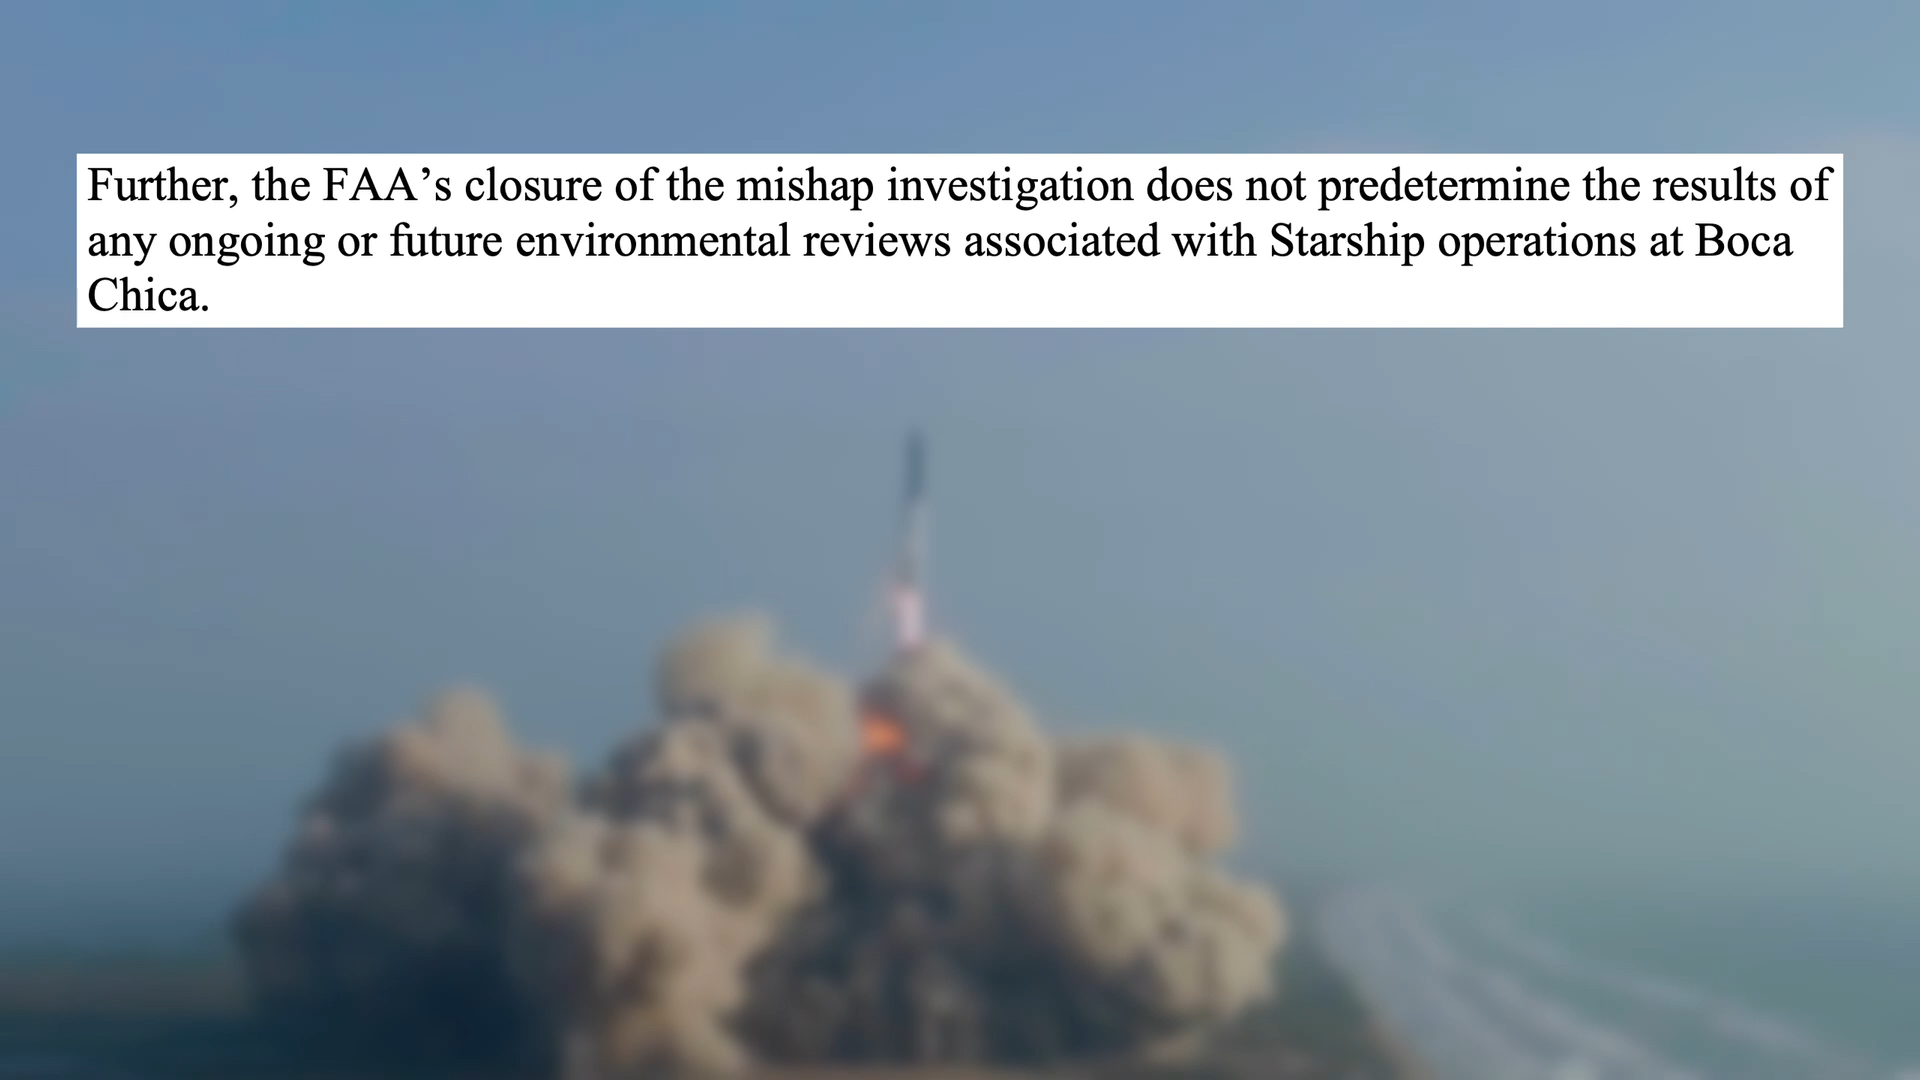 Further, the FAA’s closure of the mishap investigation does not predetermine the results of
any ongoing or future environmental reviews associated with Starship operations at Boca
Chica.